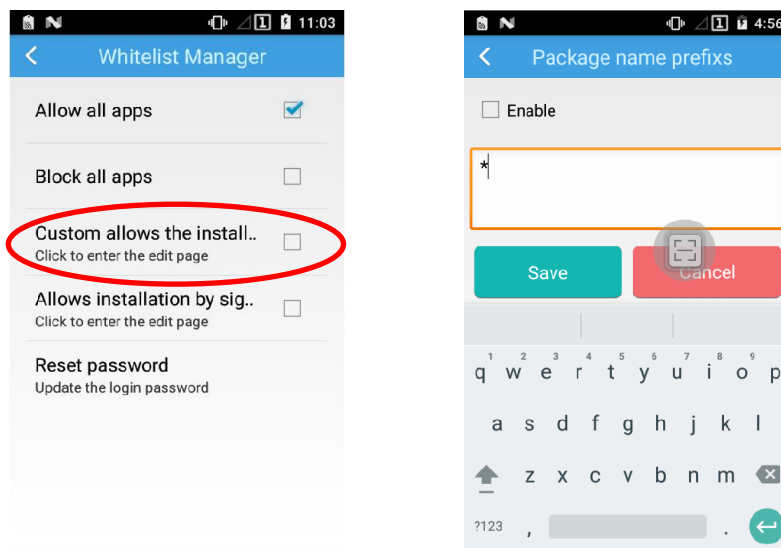 11:03
Whitelist Manager
Allow all apps
Block all apps
Custom allows the install..
Click to enter the edit page
Allows installation by sig..
Click to enter the edit page
Reset password
Update the login password
4:56
Package name prefixs
Enable
*
Save
Cancel
1 2 3 4 5 6 7 8 9
q w e r t y u i o p
a s d f g h j k l
z x c v b n m
?123 , .